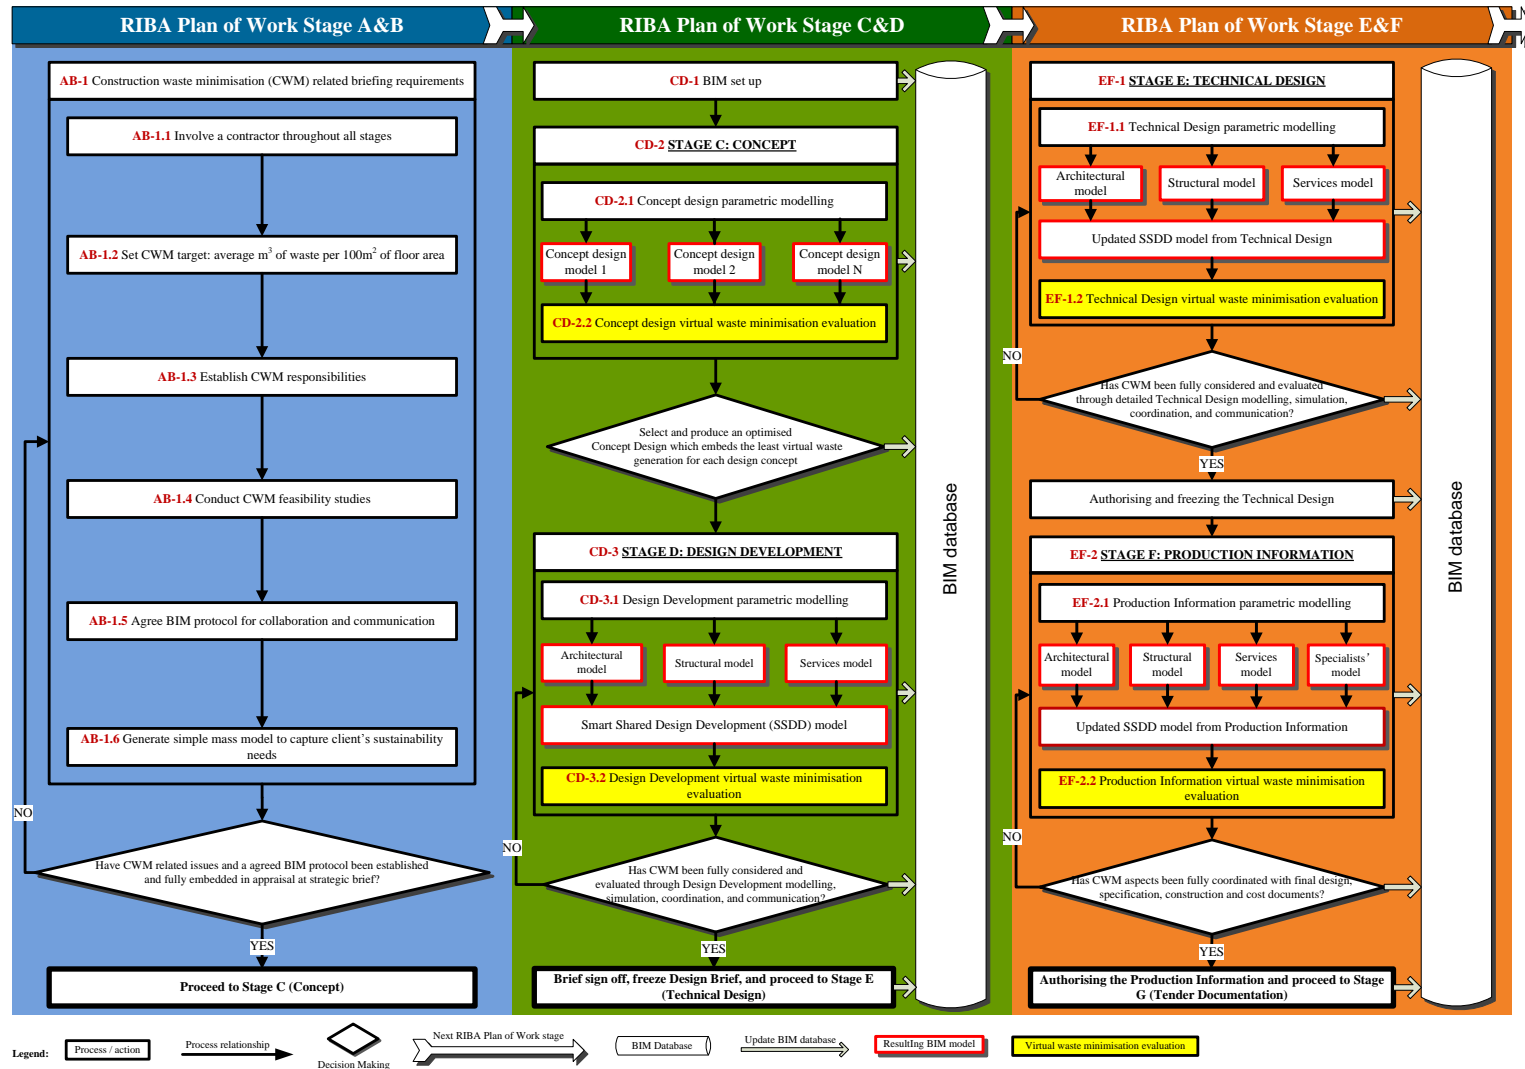 RIBA Plan of Work Stage A&B
RIBA Plan of Work Stage C&D
RIBA Plan of Work Stage E&F
AB-1 Construction waste minimisation (CWM) related briefing requirements
AB-1.1 Involve a contractor throughout all stages
AB-1.2 Set CWM target: average m³ of waste per 100m² of floor area
AB-1.3 Establish CWM responsibilities
AB-1.4 Conduct CWM feasibility studies
AB-1.5 Agree BIM protocol for collaboration and communication
AB-1.6 Generate simple mass model to capture client's sustainability
needs
NO
Have CWM related issues and a agreed BIM protocol been established
and fully embedded in appraisal at strategic brief?
YES
Proceed to Stage C (Concept)
CD-1 BIM set up
CD-2 STAGE C: CONCEPT
CD-2.1 Concept design parametric modelling
Concept design
model 1
Concept design
model 2
Concept design
model N
CD-2.2 Concept design virtual waste minimisation evaluation
Select and produce an optimised
Concept Design which embeds the least virtual waste
generation for each design concept
CD-3 STAGE D: DESIGN DEVELOPMENT
CD-3.1 Design Development parametric modelling
Architectural
model
Structural model
Services model
Smart Shared Design Development (SSDD) model
CD-3.2 Design Development virtual waste minimisation
evaluation
NO
Has CWM been fully considered and
evaluated through Design Development modelling,
simulation, coordination, and communication?
YES
Brief sign off, freeze Design Brief, and proceed to Stage E
(Technical Design)
BIM database
EF-1 STAGE E: TECHNICAL DESIGN
EF-1.1 Technical Design parametric modelling
Architectural
model
Structural model
Services model
Updated SSDD model from Technical Design
EF-1.2 Technical Design virtual waste minimisation evaluation
NO
Has CWM been fully considered and evaluated
through detailed Technical Design modelling, simulation,
coordination, and communication?
YES
Authorising and freezing the Technical Design
EF-2 STAGE F: PRODUCTION INFORMATION
EF-2.1 Production Information parametric modelling
Architectural
model
Structural
model
Services
model
Specialists'
model
Updated SSDD model from Production Information
EF-2.2 Production Information virtual waste minimisation
evaluation
NO
Has CWM aspects been fully coordinated with final design,
specification, construction and cost documents?
YES
Authorising the Production Information and proceed to Stage
G (Tender Documentation)
BIM database
Legend:
Process / action
Process relationship
Decision Making
Next RIBA Plan of Work stage
BIM Database
Update BIM database
Resulting BIM model
Virtual waste minimisation evaluation